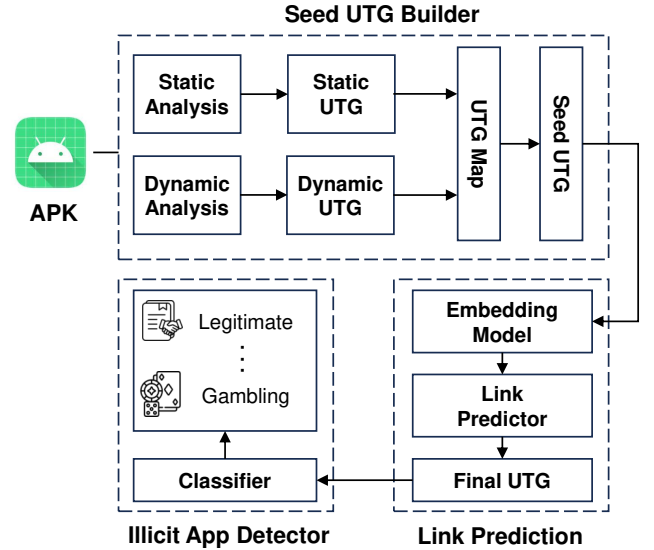 Seed UTG Builder
Static
Analysis
Static
UTG
UTG Map
Seed UTG
APK
Dynamic
Analysis
Dynamic
UTG
Legitimate
Gambling
Classifier
Illicit App Detector
Embedding
Model
Link
Predictor
Final UTG
Link Prediction